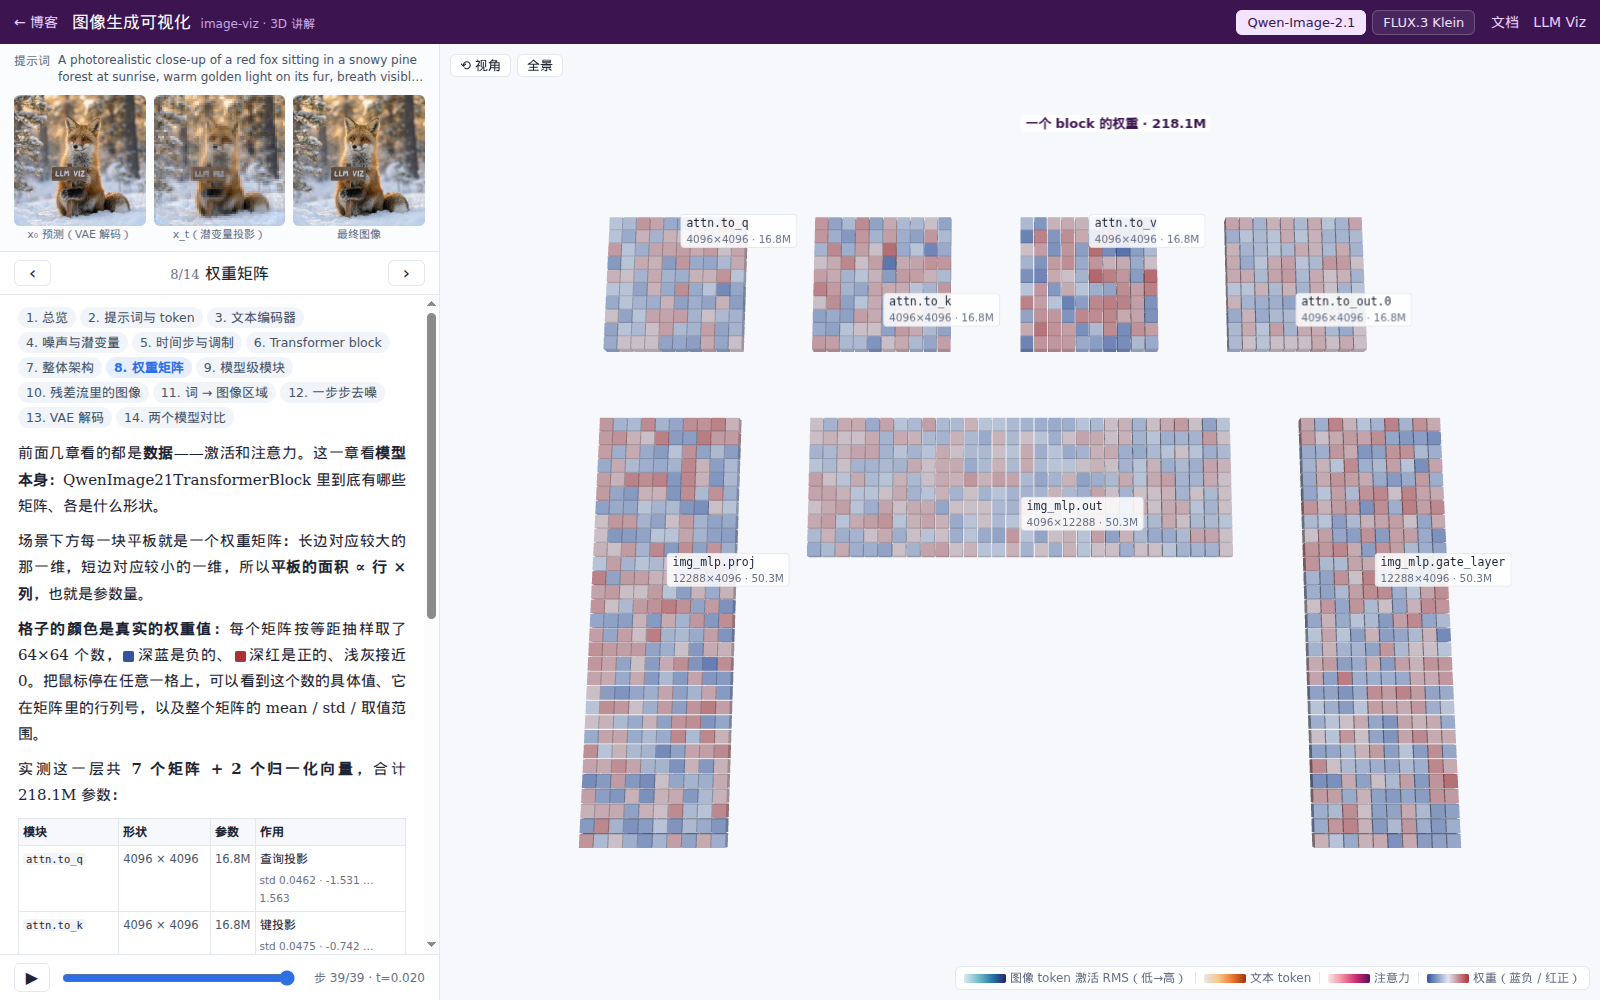 ← 博客 图像生成可视化 image-viz · 3D 讲解 Qwen-Image-2.1 FLUX.3 Klein 文档 LLM Viz
提示词 A photorealistic close-up of a red fox sitting in a snowy pine
forest at sunrise, warm golden light on its fur, breath visibl…
LLM VIZ LLM VIZ LLM VIZ
x₀ 预测（VAE 解码） x_t（潜变量投影） 最终图像
‹ 8/14 权重矩阵 ›
1. 总览 2. 提示词与 token 3. 文本编码器
4. 噪声与潜变量 5. 时间步与调制 6. Transformer block
7. 整体架构 8. 权重矩阵 9. 模型级模块
10. 残差流里的图像 11. 词 → 图像区域 12. 一步步去噪
13. VAE 解码 14. 两个模型对比
前面几章看的都是数据——激活和注意力。这一章看模型
本身：QwenImage21TransformerBlock 里到底有哪些
矩阵、各是什么形状。
场景下方每一块平板就是一个权重矩阵：长边对应较大的
那一维，短边对应较小的一维，所以平板的面积 ∝ 行 ×
列，也就是参数量。
格子的颜色是真实的权重值：每个矩阵按等距抽样取了
64×64 个数，深蓝是负的、深红是正的、浅灰接近
0。把鼠标停在任意一格上，可以看到这个数的具体值、它
在矩阵里的行列号，以及整个矩阵的 mean / std / 取值范
围。
实测这一层共 7 个矩阵 + 2 个归一化向量，合计
218.1M 参数：
模块 形状 参数 作用
attn.to_q 4096 × 4096 16.8M 查询投影
std 0.0462 · -1.531 …
1.563
attn.to_k 4096 × 4096 16.8M 键投影
std 0.0475 · -0.742 …
▶ 步 39/39 · t=0.020
⟲ 视角 全景
一个 block 的权重 · 218.1M
attn.to_q
4096×4096 · 16.8M
attn.to_k
4096×4096 · 16.8M
attn.to_v
4096×4096 · 16.8M
attn.to_out.0
4096×4096 · 16.8M
img_mlp.proj
12288×4096 · 50.3M
img_mlp.out
4096×12288 · 50.3M
img_mlp.gate_layer
12288×4096 · 50.3M
图像 token 激活 RMS（低→高） 文本 token 注意力 权重（蓝负 / 红正）